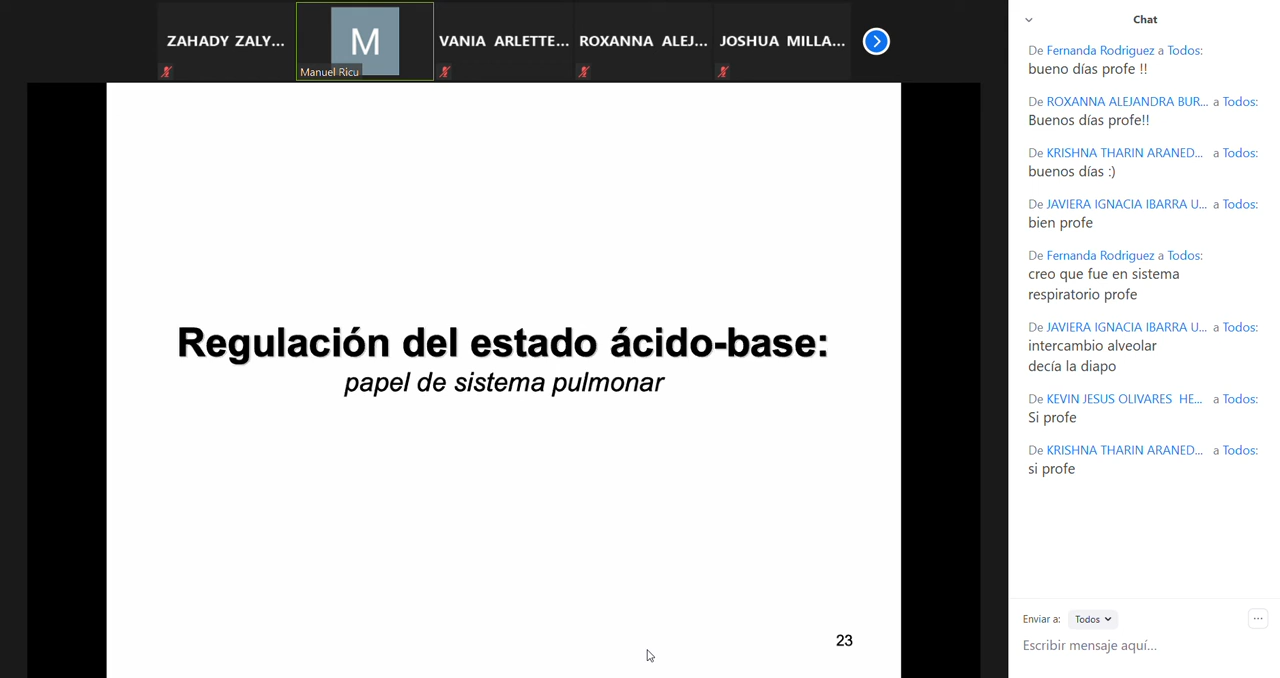 ZAHADY ZALY...
M
Manuel Ricu
VANIA ARLETTE...
ROXANNA ALEJ...
JOSHUA MILLA...
Regulación del estado ácido-base:
papel de sistema pulmonar
23
Chat
De Fernanda Rodriguez a Todos:
bueno días profe !!
De ROXANNA ALEJANDRA BUR... a Todos:
Buenos días profe!!
De KRISHNA THARIN ARANED... a Todos:
buenos días :)
De JAVIERA IGNACIA IBARRA U... a Todos:
bien profe
De Fernanda Rodriguez a Todos:
creo que fue en sistema
respiratorio profe
De JAVIERA IGNACIA IBARRA U... a Todos:
intercambio alveolar
decía la diapo
De KEVIN JESUS OLIVARES HE... a Todos:
Si profe
De KRISHNA THARIN ARANED... a Todos:
si profe
Enviar a: Todos
Escribir mensaje aquí...